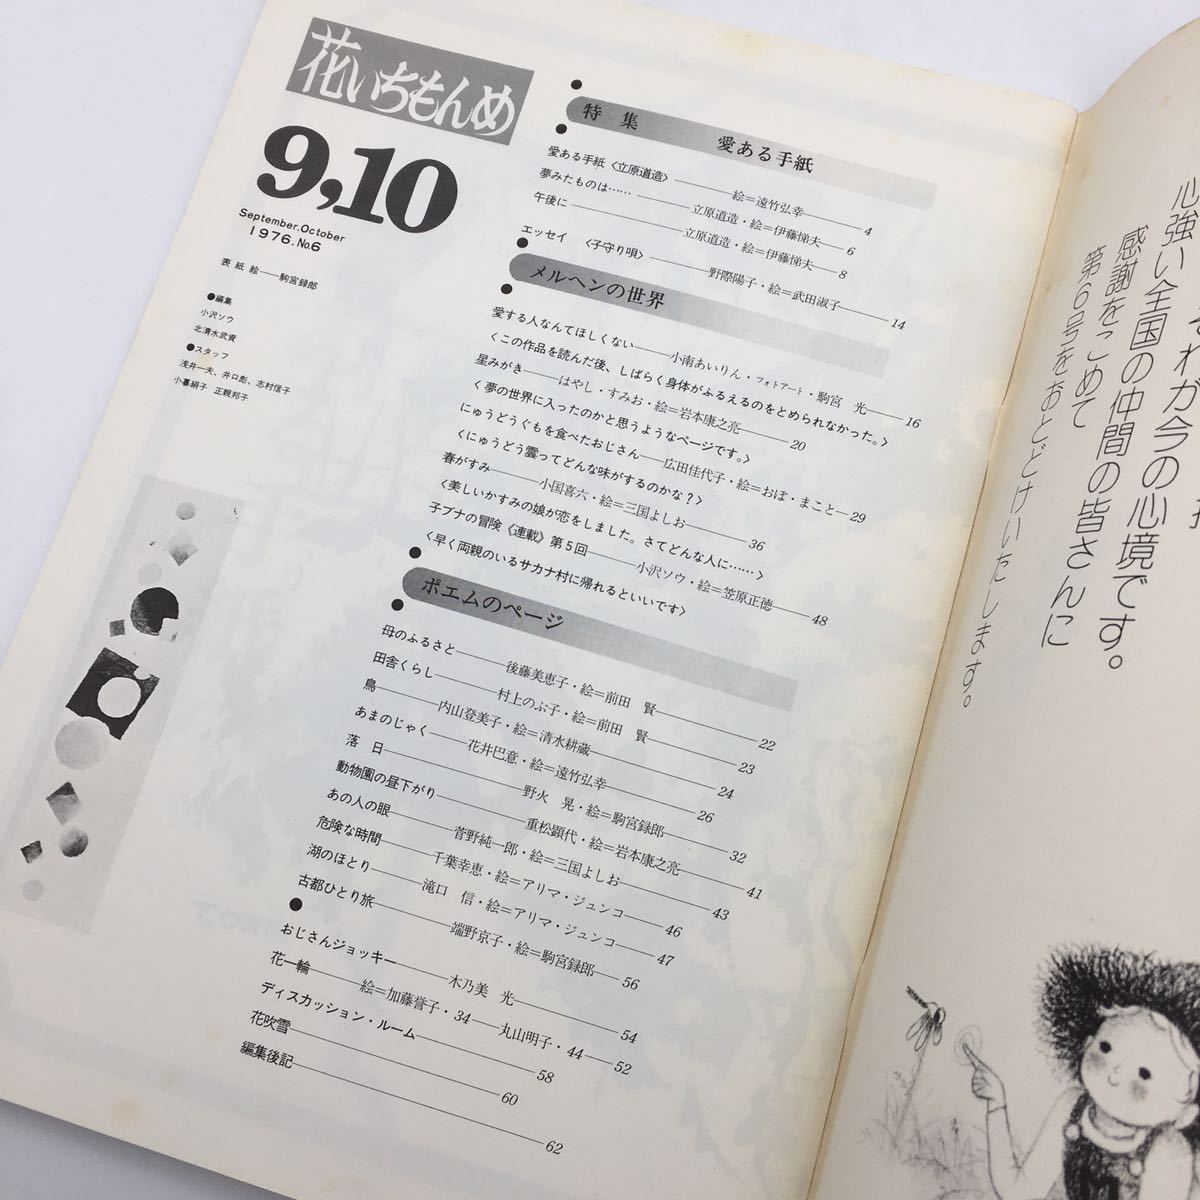 花いちもんめ
9,10
September.October
1976.No.6
表紙絵――駒宮録郎
●編集
小沢ソウ
北清水武資
●スタッフ
浅井一夫、井口彪、志村信子
小暮絹子 正親邦子
特集 愛ある手紙
愛ある手紙〈立原道造〉――絵＝遠竹弘幸――4
夢みたものは……――立原道造・絵＝伊藤悌夫――6
午後に――立原道造・絵＝伊藤悌夫――8
エッセイ 〈子守り唄〉――野際陽子・絵＝武田淑子――14
メルヘンの世界
愛する人なんてほしくない――小南あいりん・フォトアート・駒宮 光――16
〈この作品を読んだ後、しばらく身体がふるえるのをとめられなかった。〉
星みがき――はやし・すみお・絵＝岩本康之亮――20
〈夢の世界に入ったのかと思うようなページです。〉
にゅうどうぐもを食べたおじさん――広田佳代子・絵＝おぼ・まこと――29
〈にゅうどう雲ってどんな味がするのかな？〉
春がすみ――小国喜六・絵＝三国よしお――36
〈美しいかすみの娘が恋をしました。さてどんな人に……〉
子ブナの冒険《連載》第5回――小沢ソウ・絵＝笠原正徳――48
〈早く両親のいるサカナ村に帰れるといいです〉
ポエムのページ
母のふるさと――後藤美恵子・絵＝前田 賢――22
田舎くらし――村上のぶ子・絵＝前田 賢――23
鳥――内山登美子・絵＝清水耕蔵――24
あまのじゃく――花井巴意・絵＝遠竹弘幸――26
落 日――野火 晃・絵＝駒宮録郎――32
動物園の昼下がり――重松顕代・絵＝岩本康之亮――41
あの人の眼――菅野純一郎・絵＝三国よしお――43
危険な時間――千葉幸恵・絵＝アリマ・ジュンコ――46
湖のほとり――滝口 信・絵＝アリマ・ジュンコ――47
古都ひとり旅――端野京子・絵＝駒宮録郎――56
おじさんジョッキー――木乃美 光――54
花一輪――絵＝加藤誉子・34――丸山明子・44――52
ディスカッション・ルーム――58
花吹雪――60
編集後記――62
心強い全国の仲間の皆さんに
感謝をこめて
第6号をおとどけいたします。
それが今の心境です。